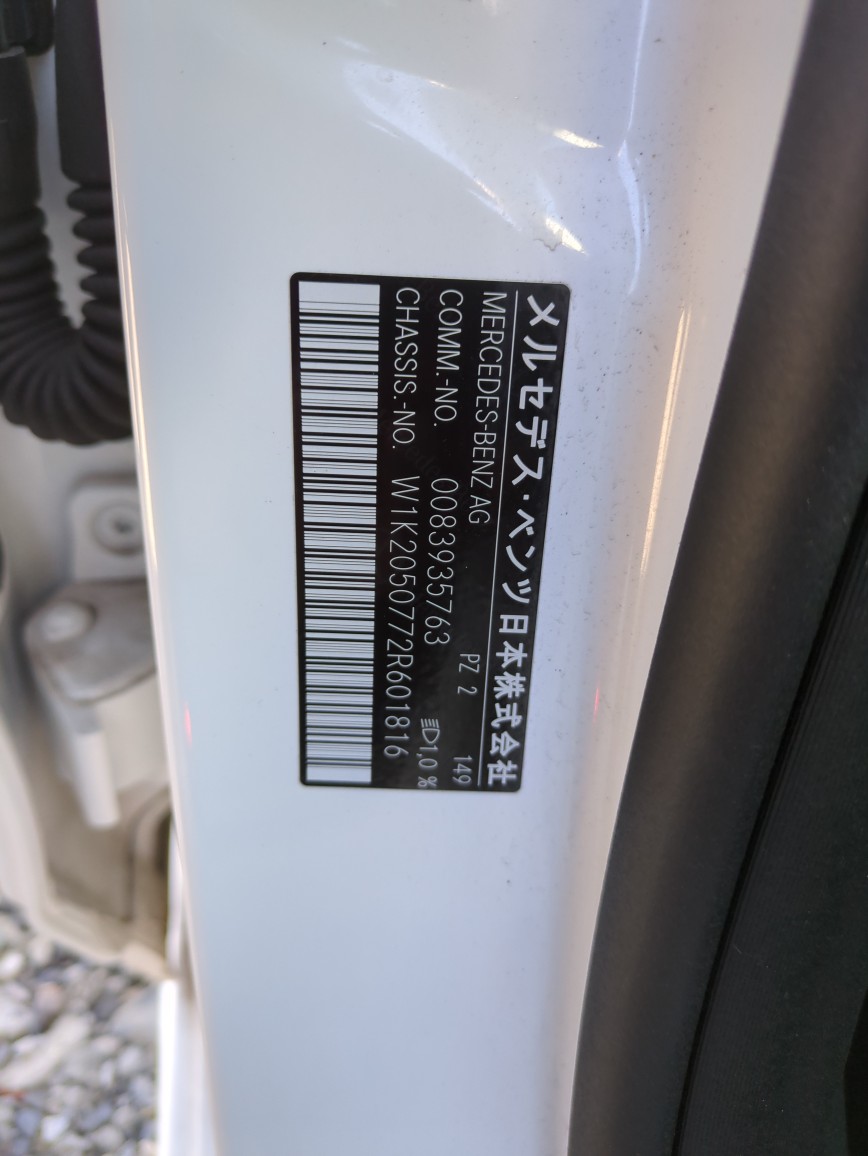 メルセデス・ベンツ日本株式会社
MERCEDES-BENZ AG PZ 2 149
COMM.-NO. 0083935763 1,0 %
CHASSIS.-NO. W1K2050772R601816